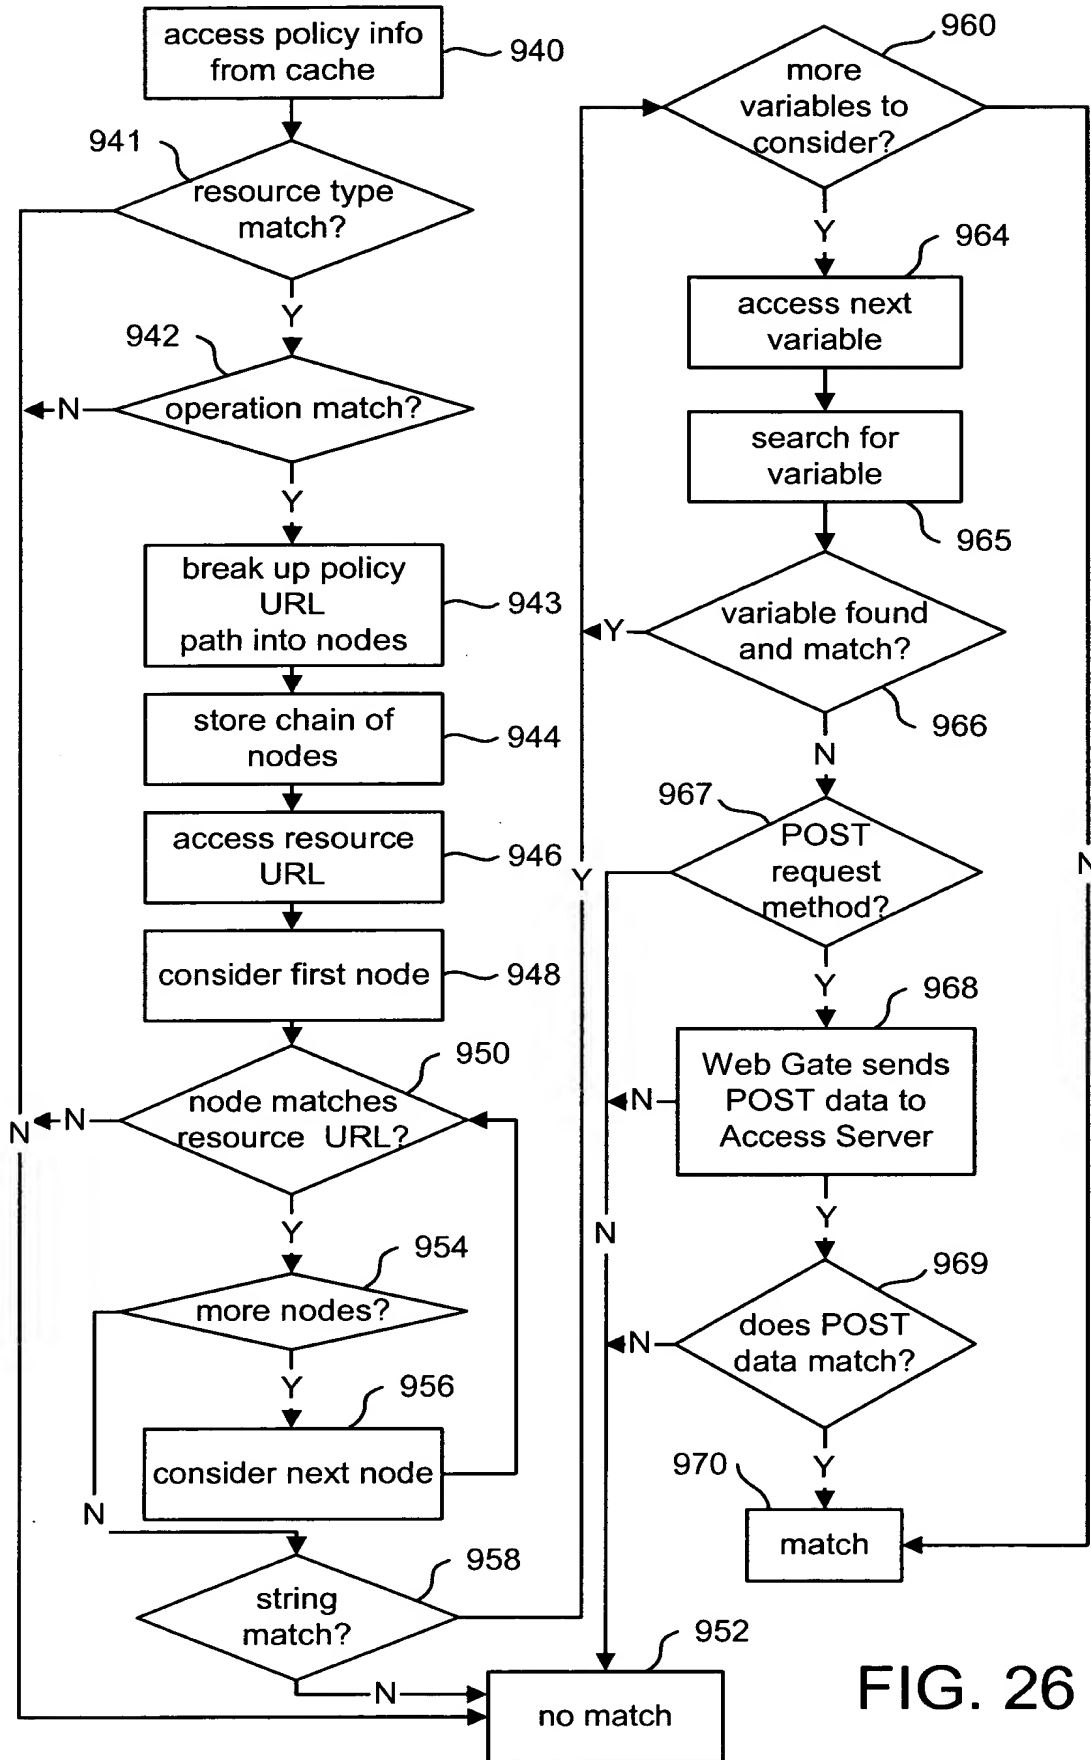 access policy info
from cache
940
941
resource type
match?
Y
942
operation match?
N
Y
break up policy
URL
path into nodes
943
store chain of
nodes
944
access resource
URL
946
consider first node
948
950
node matches
resource URL?
N
N
Y
954
more nodes?
Y
956
consider next node
N
958
string
match?
N
Y
952
no match
960
more
variables to
consider?
Y
N
964
access next
variable
search for
variable
965
variable found
and match?
Y
966
N
967
POST
request
method?
Y
968
Web Gate sends
POST data to
Access Server
N
Y
N
969
does POST
data match?
N
Y
970
match
FIG. 26